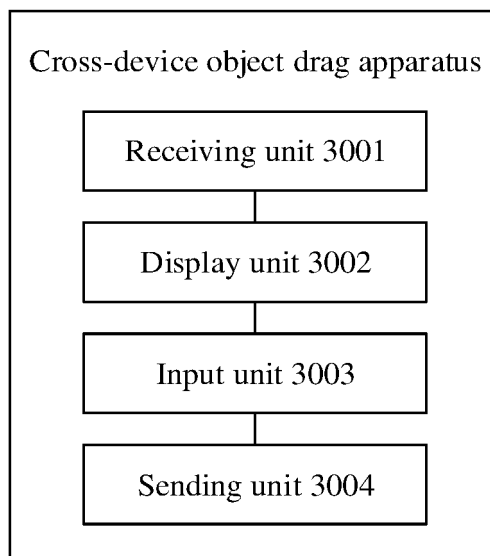 Cross-device object drag apparatus
Receiving unit 3001
Display unit 3002
Input unit 3003
Sending unit 3004